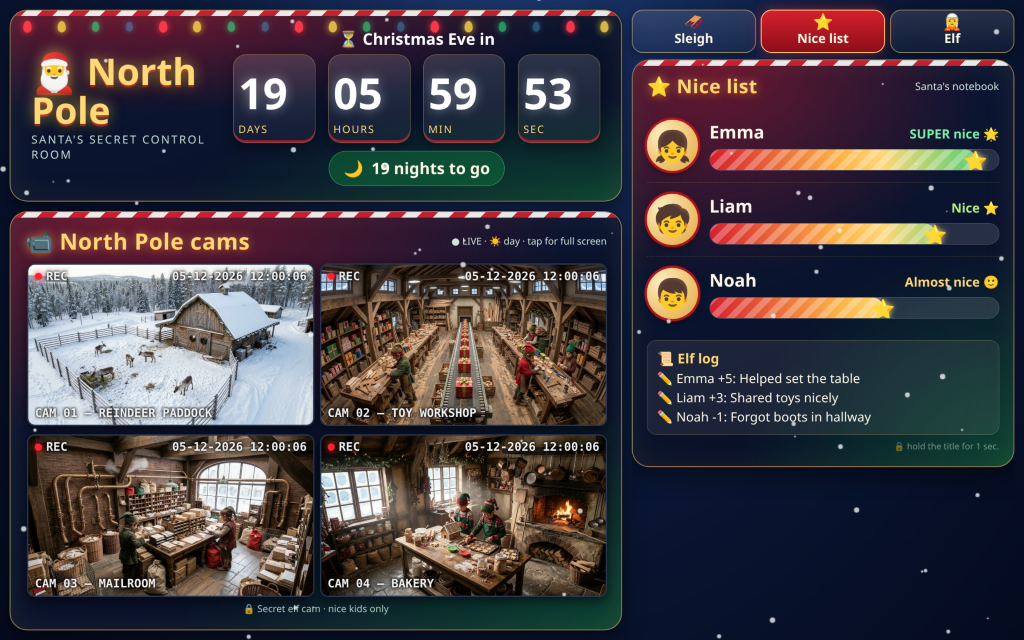 North
Pole
SANTA'S SECRET CONTROL
ROOM
Christmas Eve in
19
DAYS
05
HOURS
59
MIN
53
SEC
19 nights to go
North Pole cams
LIVE · day · tap for full screen
REC 05-12-2026 12:00:06
CAM 01 — REINDEER PADDOCK
REC 05-12-2026 12:00:06
CAM 02 — TOY WORKSHOP
REC 05-12-2026 12:00:06
CAM 03 — MAILROOM
REC 05-12-2026 12:00:06
CAM 04 — BAKERY
Secret elf cam · nice kids only
Sleigh
Nice list
Elf
Nice list
Santa's notebook
Emma
SUPER nice
Liam
Nice
Noah
Almost nice
Elf log
Emma +5: Helped set the table
Liam +3: Shared toys nicely
Noah -1: Forgot boots in hallway
hold the title for 1 sec.